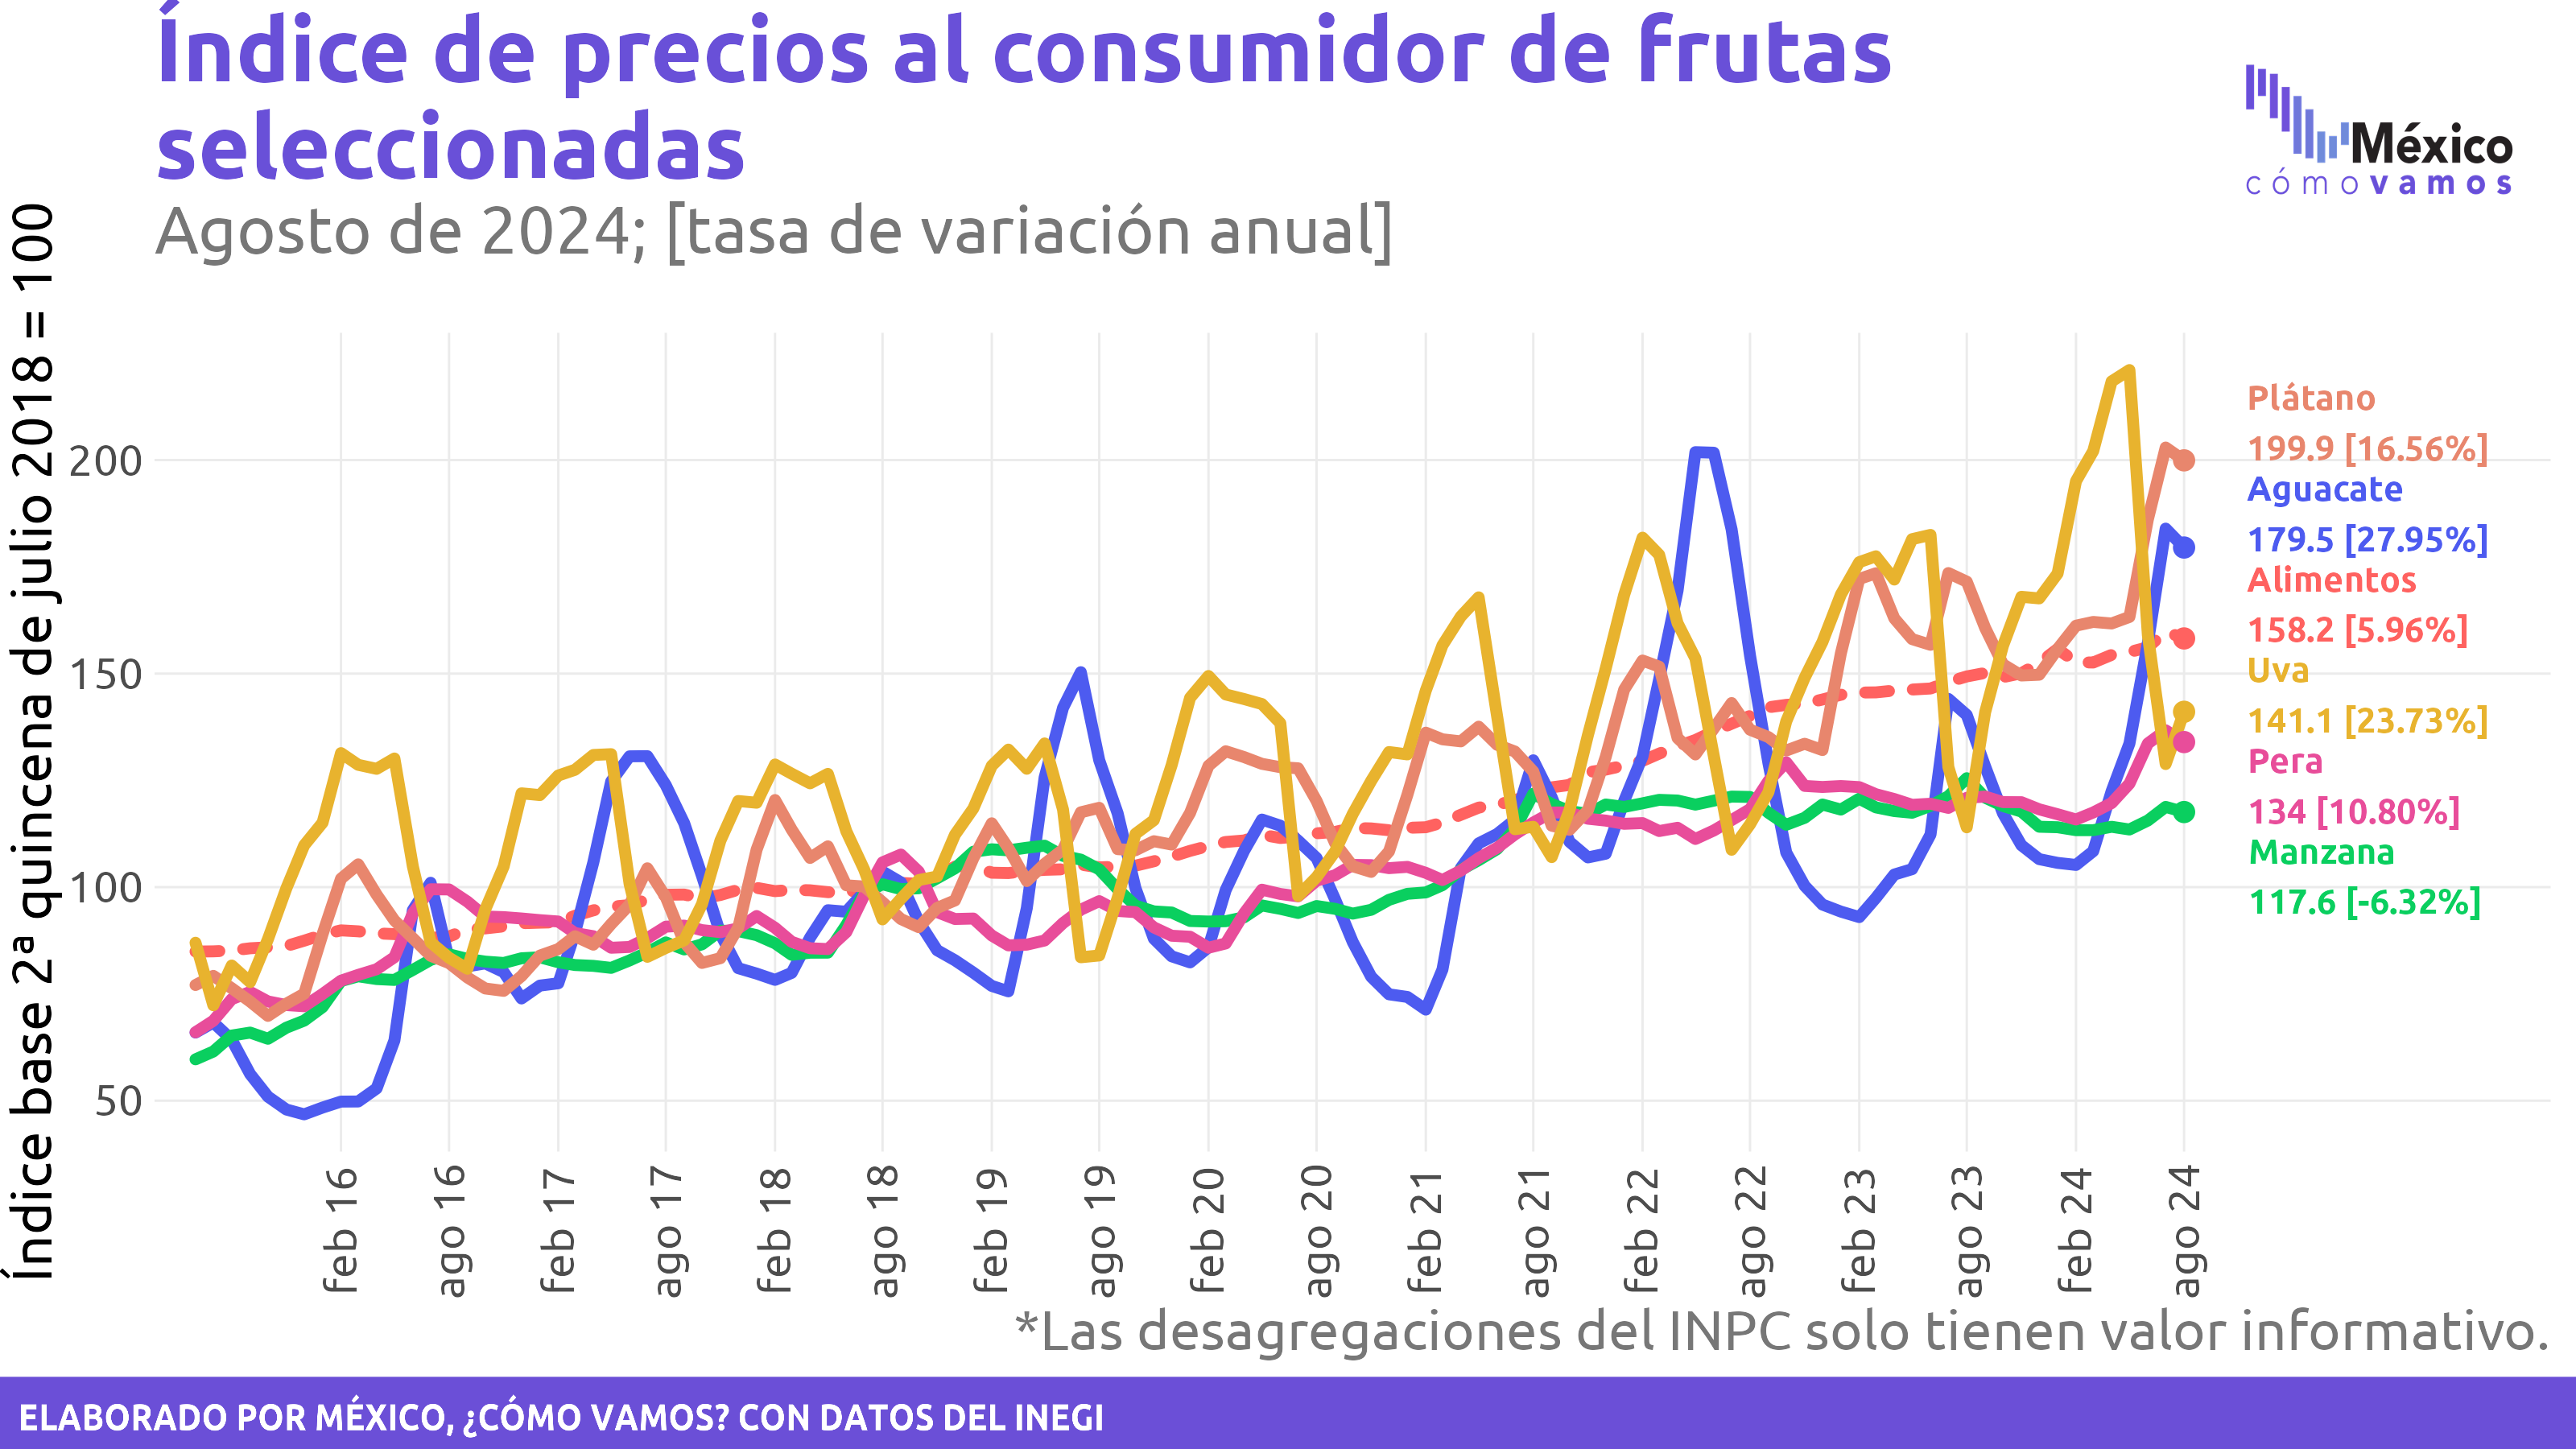 Índice de precios al consumidor de frutas
seleccionadas
Agosto de 2024; [tasa de variación anual]
México
cómo vamos
Índice base 2ª quincena de julio 2018 = 100
200
150
100
50
Plátano
199.9 [16.56%]
Aguacate
179.5 [27.95%]
Alimentos
158.2 [5.96%]
Uva
141.1 [23.73%]
Pera
134 [10.80%]
Manzana
117.6 [-6.32%]
feb 16
ago 16
feb 17
ago 17
feb 18
ago 18
feb 19
ago 19
feb 20
ago 20
feb 21
ago 21
feb 22
ago 22
feb 23
ago 23
feb 24
ago 24
*Las desagregaciones del INPC solo tienen valor informativo.
ELABORADO POR MÉXICO, ¿CÓMO VAMOS? CON DATOS DEL INEGI